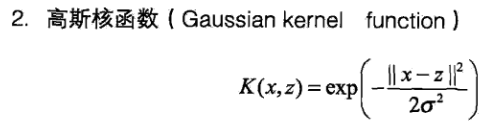 2. 高斯核函数 ( Gaussian kernel function )
K(x,z)=exp(-||x-z||²/2σ²)